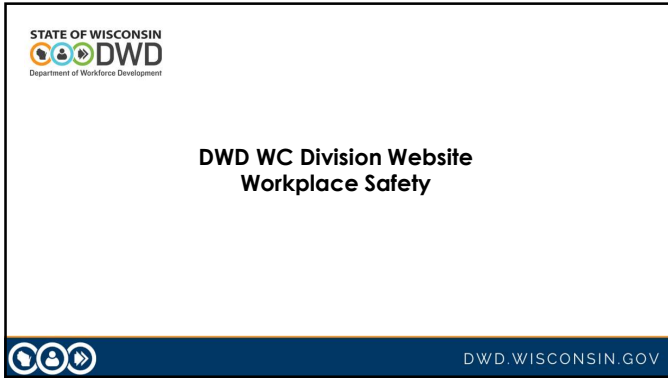 STATE OF WISCONSIN
DWD
Department of Workforce Development
DWD WC Division Website
Workplace Safety
DWD.WISCONSIN.GOV